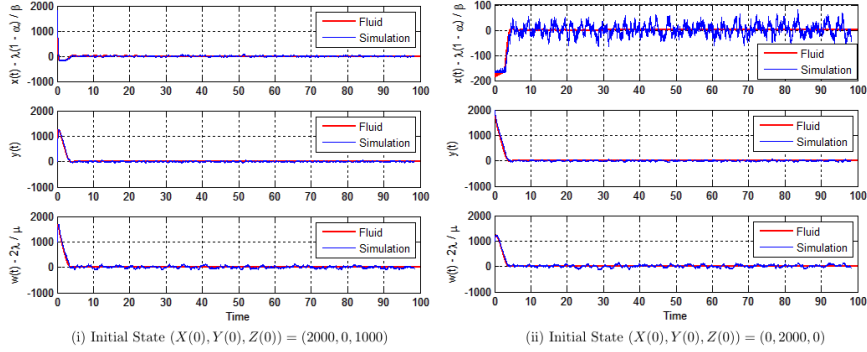 x(t) - λ(1 - α) / β
2000
1000
0
-1000
Fluid
Simulation
0 10 20 30 40 50 60 70 80 90 100
y(t)
2000
1000
0
-1000
Fluid
Simulation
0 10 20 30 40 50 60 70 80 90 100
w(t) - 2λ / μ
2000
1000
0
-1000
Fluid
Simulation
0 10 20 30 40 50 60 70 80 90 100
Time
(i) Initial State (X(0), Y(0), Z(0)) = (2000, 0, 1000)
x(t) - λ(1 - α) / β
100
0
-100
-200
Fluid
Simulation
0 10 20 30 40 50 60 70 80 90 100
y(t)
2000
1000
0
-1000
Fluid
Simulation
0 10 20 30 40 50 60 70 80 90 100
w(t) - 2λ / μ
2000
1000
0
-1000
Fluid
Simulation
0 10 20 30 40 50 60 70 80 90 100
Time
(ii) Initial State (X(0), Y(0), Z(0)) = (0, 2000, 0)